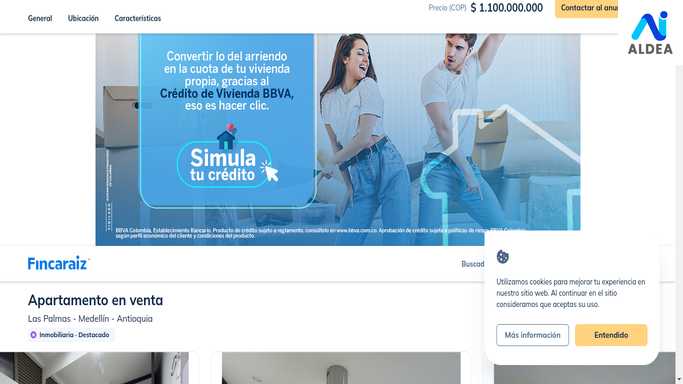 General Ubicación Características
Precio (COP) $ 1.100.000.000
Contactar al anu
ALDEA
Convertir lo del arriendo
en la cuota de tu vivienda
propia, gracias al
Crédito de Vivienda BBVA,
eso es hacer clic.
Simula
tu crédito
BBVA Colombia, Establecimiento Bancario. Producto de crédito sujeto a reglamento, consúltelo en www.bbva.com.co. Aprobación de crédito sujeta a políticas de riesgo BBVA Colombia
según perfil económico del cliente y condiciones del producto.
Fincaraiz
Buscad
Apartamento en venta
Las Palmas - Medellín - Antioquia
Inmobiliaria - Destacado
Utilizamos cookies para mejorar tu experiencia en
nuestro sitio web. Al continuar en el sitio
consideramos que aceptas su uso.
Más información
Entendido